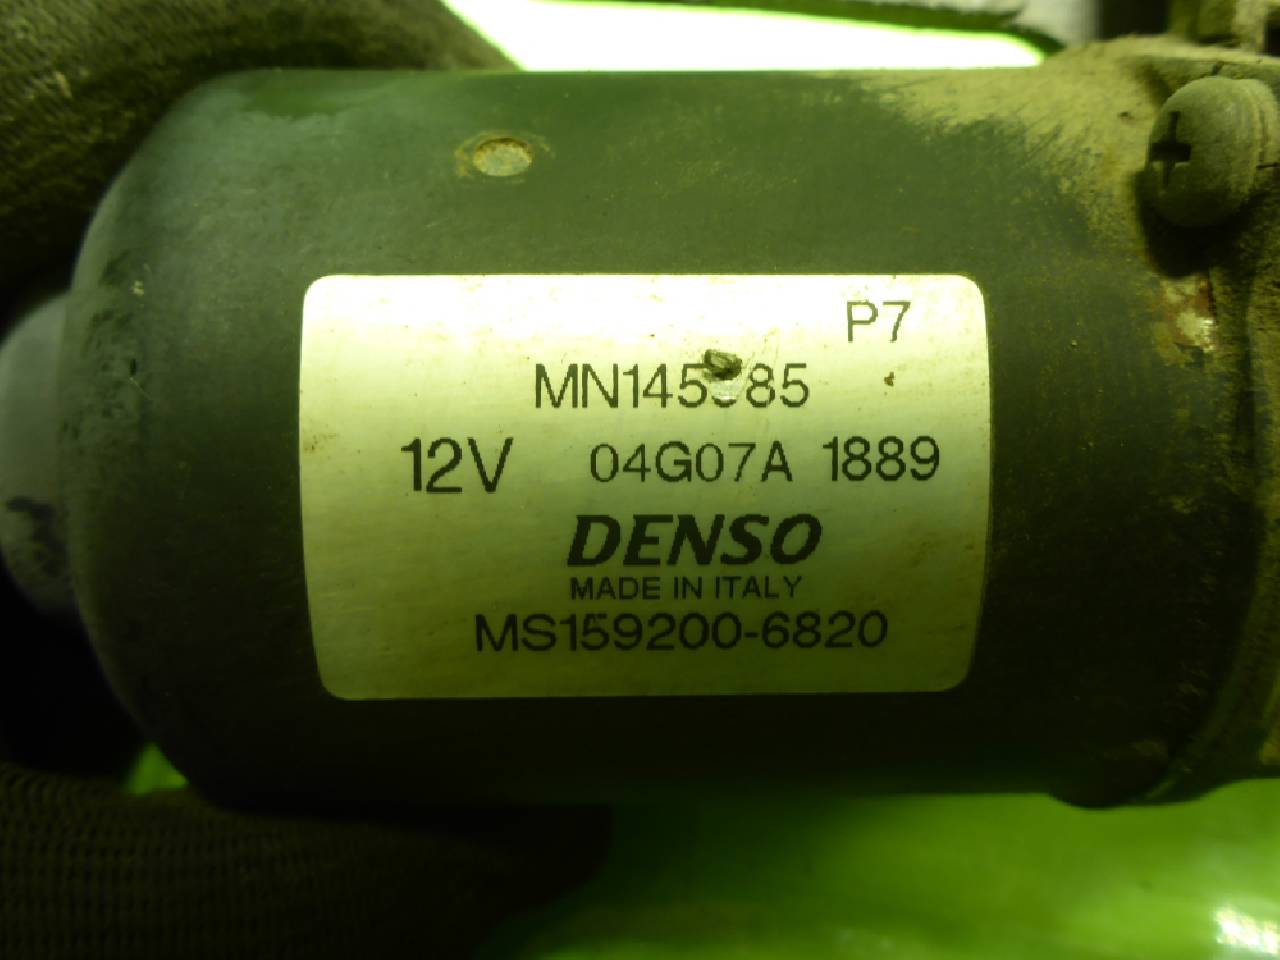 P7
12V 04G07A 1889
DENSO
MADE IN ITALY
MS159200-6820